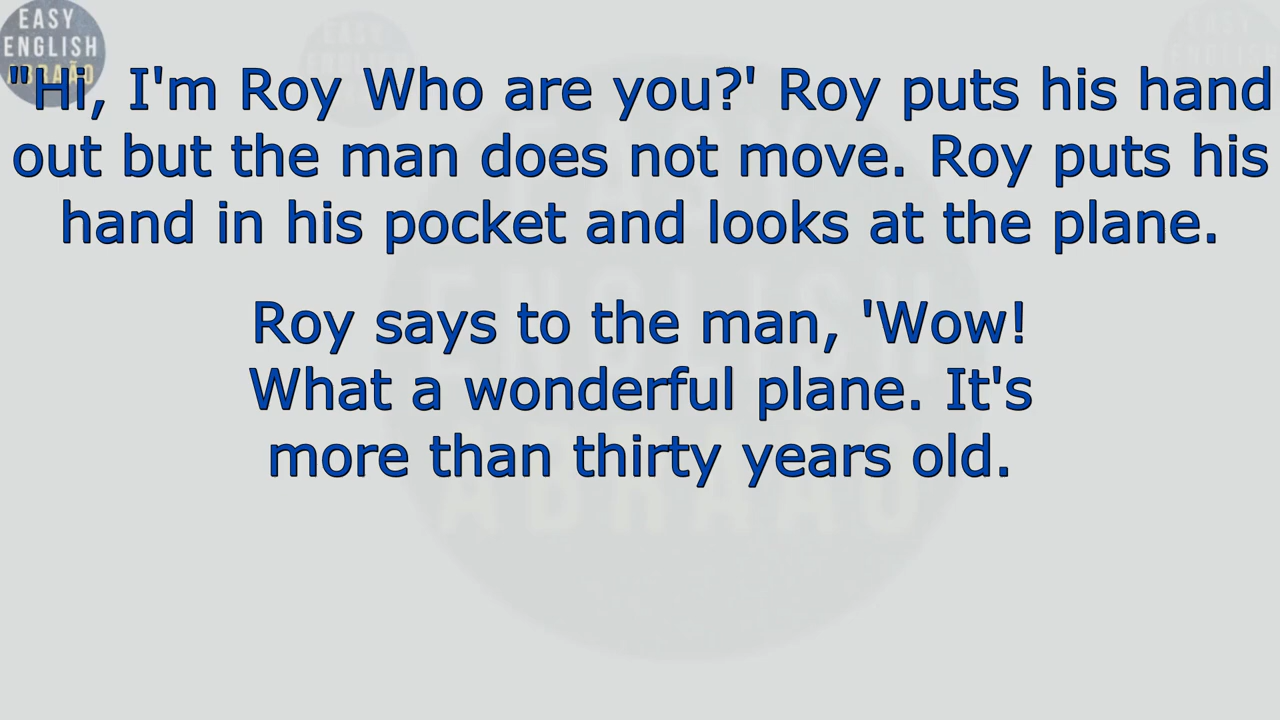 EASY
ENGLISH
ABRAÃO
"Hi, I'm Roy Who are you?' Roy puts his hand
out but the man does not move. Roy puts his
hand in his pocket and looks at the plane.
Roy says to the man, 'Wow!
What a wonderful plane. It's
more than thirty years old.